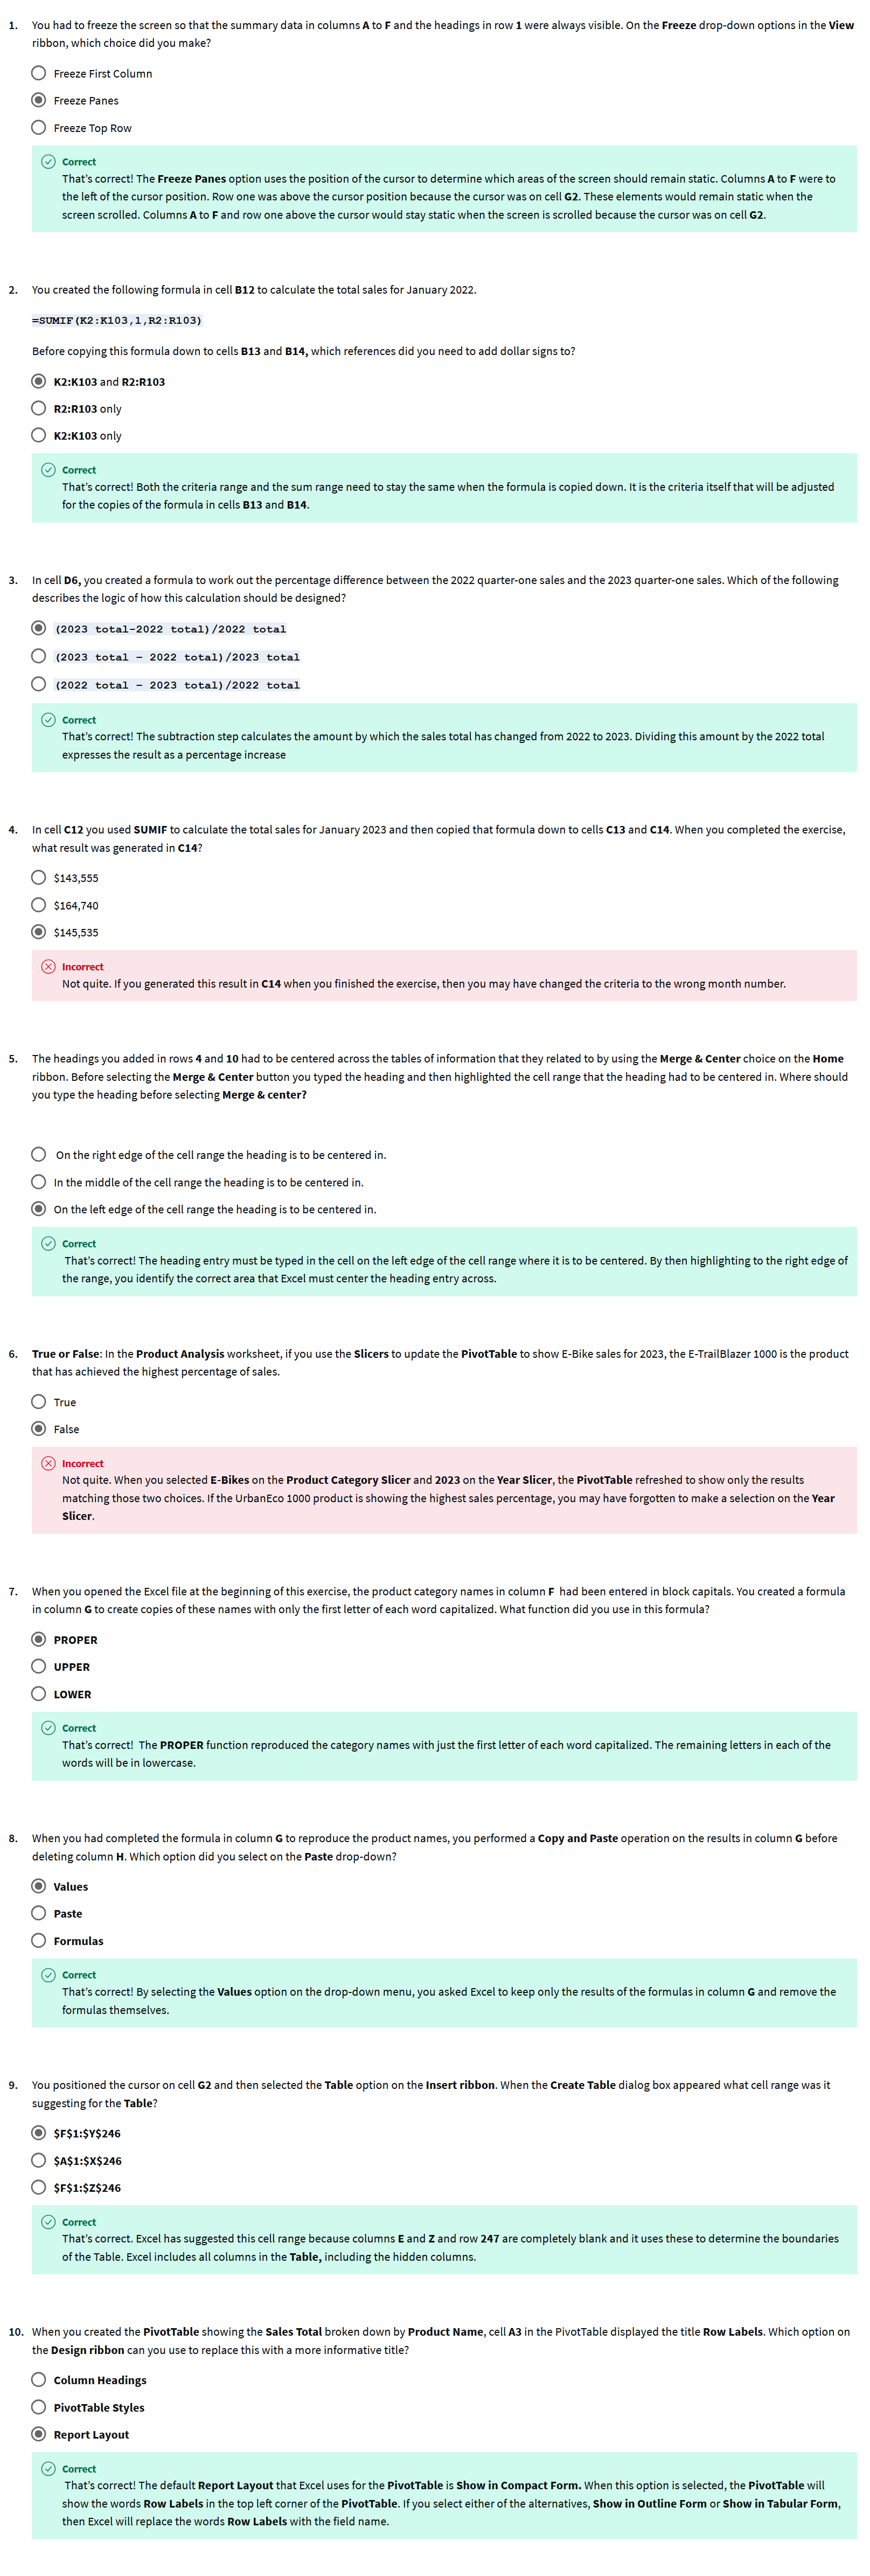 1. You had to freeze the screen so that the summary data in columns A to F and the headings in row 1 were always visible. On the Freeze drop-down options in the View
ribbon, which choice did you make?
Freeze First Column
Freeze Panes
Freeze Top Row
Correct
That's correct! The Freeze Panes option uses the position of the cursor to determine which areas of the screen should remain static. Columns A to F were to
the left of the cursor position. Row one was above the cursor position because the cursor was on cell G2. These elements would remain static when the
screen scrolled. Columns A to F and row one above the cursor would stay static when the screen is scrolled because the cursor was on cell G2.
2. You created the following formula in cell B12 to calculate the total sales for January 2022.
=SUMIF(K2:K103,1,R2:R103)
Before copying this formula down to cells B13 and B14, which references did you need to add dollar signs to?
K2:K103 and R2:R103
R2:R103 only
K2:K103 only
Correct
That's correct! Both the criteria range and the sum range need to stay the same when the formula is copied down. It is the criteria itself that will be adjusted
for the copies of the formula in cells B13 and B14.
3. In cell D6, you created a formula to work out the percentage difference between the 2022 quarter-one sales and the 2023 quarter-one sales. Which of the following
describes the logic of how this calculation should be designed?
(2023 total-2022 total)/2022 total
(2023 total - 2022 total)/2023 total
(2022 total - 2023 total)/2022 total
Correct
That's correct! The subtraction step calculates the amount by which the sales total has changed from 2022 to 2023. Dividing this amount by the 2022 total
expresses the result as a percentage increase
4. In cell C12 you used SUMIF to calculate the total sales for January 2023 and then copied that formula down to cells C13 and C14. When you completed the exercise,
what result was generated in C14?
$143,555
$164,740
$145,535
Incorrect
Not quite. If you generated this result in C14 when you finished the exercise, then you may have changed the criteria to the wrong month number.
5. The headings you added in rows 4 and 10 had to be centered across the tables of information that they related to by using the Merge & Center choice on the Home
ribbon. Before selecting the Merge & Center button you typed the heading and then highlighted the cell range that the heading had to be centered in. Where should
you type the heading before selecting Merge & center?
On the right edge of the cell range the heading is to be centered in.
In the middle of the cell range the heading is to be centered in.
On the left edge of the cell range the heading is to be centered in.
Correct
That's correct! The heading entry must be typed in the cell on the left edge of the cell range where it is to be centered. By then highlighting to the right edge of
the range, you identify the correct area that Excel must center the heading entry across.
6. True or False: In the Product Analysis worksheet, if you use the Slicers to update the PivotTable to show E-Bike sales for 2023, the E-TrailBlazer 1000 is the product
that has achieved the highest percentage of sales.
True
False
Incorrect
Not quite. When you selected E-Bikes on the Product Category Slicer and 2023 on the Year Slicer, the PivotTable refreshed to show only the results
matching those two choices. If the UrbanEco 1000 product is showing the highest sales percentage, you may have forgotten to make a selection on the Year
Slicer.
7. When you opened the Excel file at the beginning of this exercise, the product category names in column F had been entered in block capitals. You created a formula
in column G to create copies of these names with only the first letter of each word capitalized. What function did you use in this formula?
PROPER
UPPER
LOWER
Correct
That's correct! The PROPER function reproduced the category names with just the first letter of each word capitalized. The remaining letters in each of the
words will be in lowercase.
8. When you had completed the formula in column G to reproduce the product names, you performed a Copy and Paste operation on the results in column G before
deleting column H. Which option did you select on the Paste drop-down?
Values
Paste
Formulas
Correct
That's correct! By selecting the Values option on the drop-down menu, you asked Excel to keep only the results of the formulas in column G and remove the
formulas themselves.
9. You positioned the cursor on cell G2 and then selected the Table option on the Insert ribbon. When the Create Table dialog box appeared what cell range was it
suggesting for the Table?
$F$1:$Y$246
$A$1:$X$246
$F$1:$Z$246
Correct
That's correct. Excel has suggested this cell range because columns E and Z and row 247 are completely blank and it uses these to determine the boundaries
of the Table. Excel includes all columns in the Table, including the hidden columns.
10. When you created the PivotTable showing the Sales Total broken down by Product Name, cell A3 in the PivotTable displayed the title Row Labels. Which option on
the Design ribbon can you use to replace this with a more informative title?
Column Headings
PivotTable Styles
Report Layout
Correct
That's correct! The default Report Layout that Excel uses for the PivotTable is Show in Compact Form. When this option is selected, the PivotTable will
show the words Row Labels in the top left corner of the PivotTable. If you select either of the alternatives, Show in Outline Form or Show in Tabular Form,
then Excel will replace the words Row Labels with the field name.